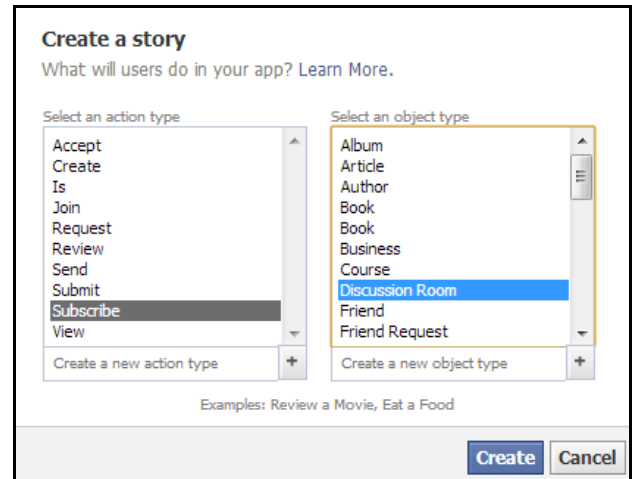 Create a story
What will users do in your app? Learn More.
Select an action type
Accept
Create
Is
Join
Request
Review
Send
Submit
Subscribe
View
Create a new action type +
Select an object type
Album
Article
Author
Book
Book
Business
Course
Discussion Room
Friend
Friend Request
Create a new object type +
Examples: Review a Movie, Eat a Food
Create Cancel